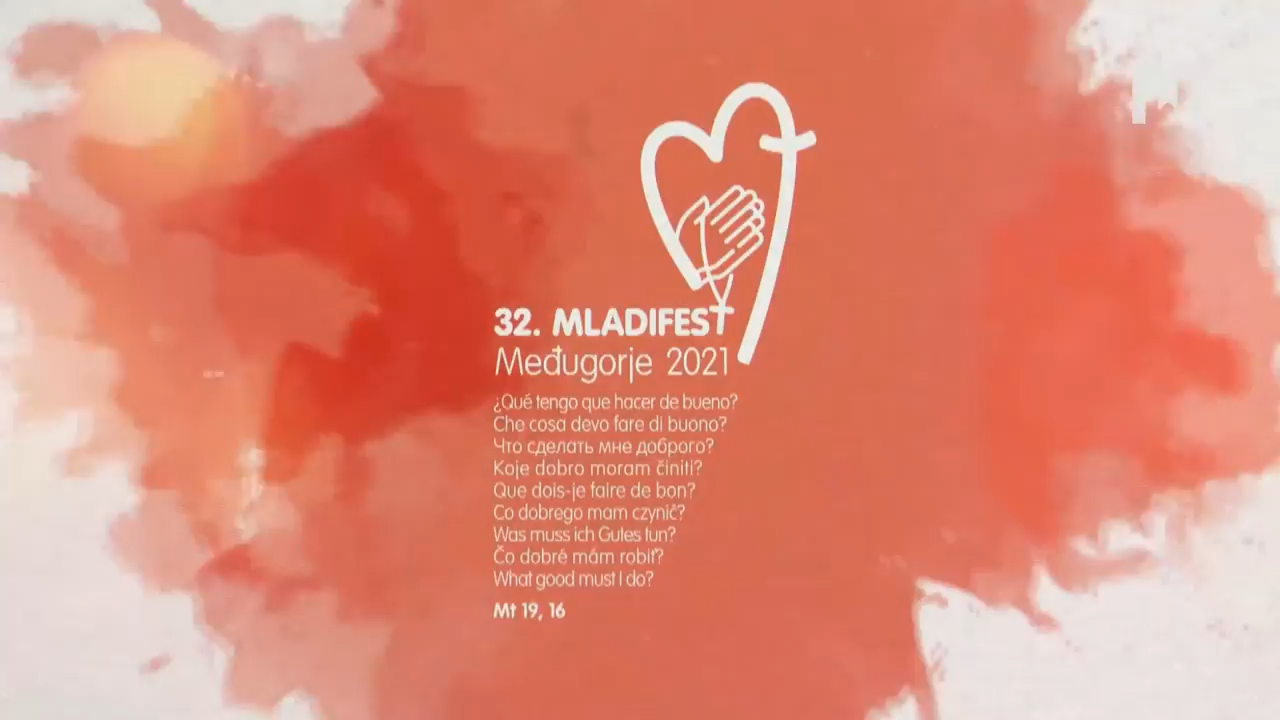 32. MLADIFEST
Međugorje 2021
¿Qué tengo que hacer de bueno?
Che cosa devo fare di buono?
Что сделать мне доброго?
Koje dobro moram činiti?
Que dois-je faire de bon?
Co dobrego mam czynić?
Was muss ich Gutes tun?
Čo dobré mám robiť?
What good must I do?
Mt 19, 16